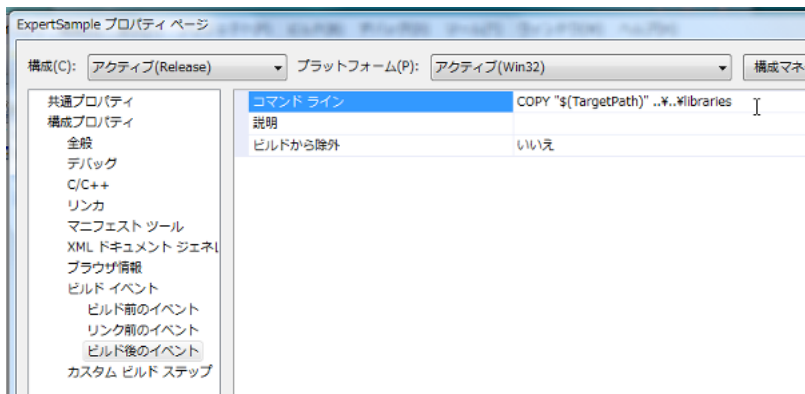 ExpertSample プロパティ ページ
構成(C): アクティブ(Release) プラットフォーム(P): アクティブ(Win32) 構成マネ
共通プロパティ
構成プロパティ
全般
デバッグ
C/C++
リンカ
マニフェスト ツール
XML ドキュメント ジェネレ
ブラウザ情報
ビルド イベント
ビルド前のイベント
リンク前のイベント
ビルド後のイベント
カスタム ビルド ステップ
コマンド ライン COPY "$(TargetPath)" ..¥..¥libraries
説明
ビルドから除外 いいえ